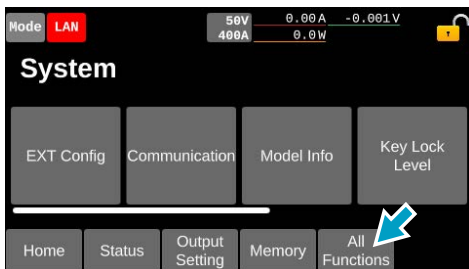 Mode LAN 50V 0.00A -0.001V
400A 0.0W
System
EXT Config Communication Model Info Key Lock
Level
Home Status Output
Setting Memory All
Functions